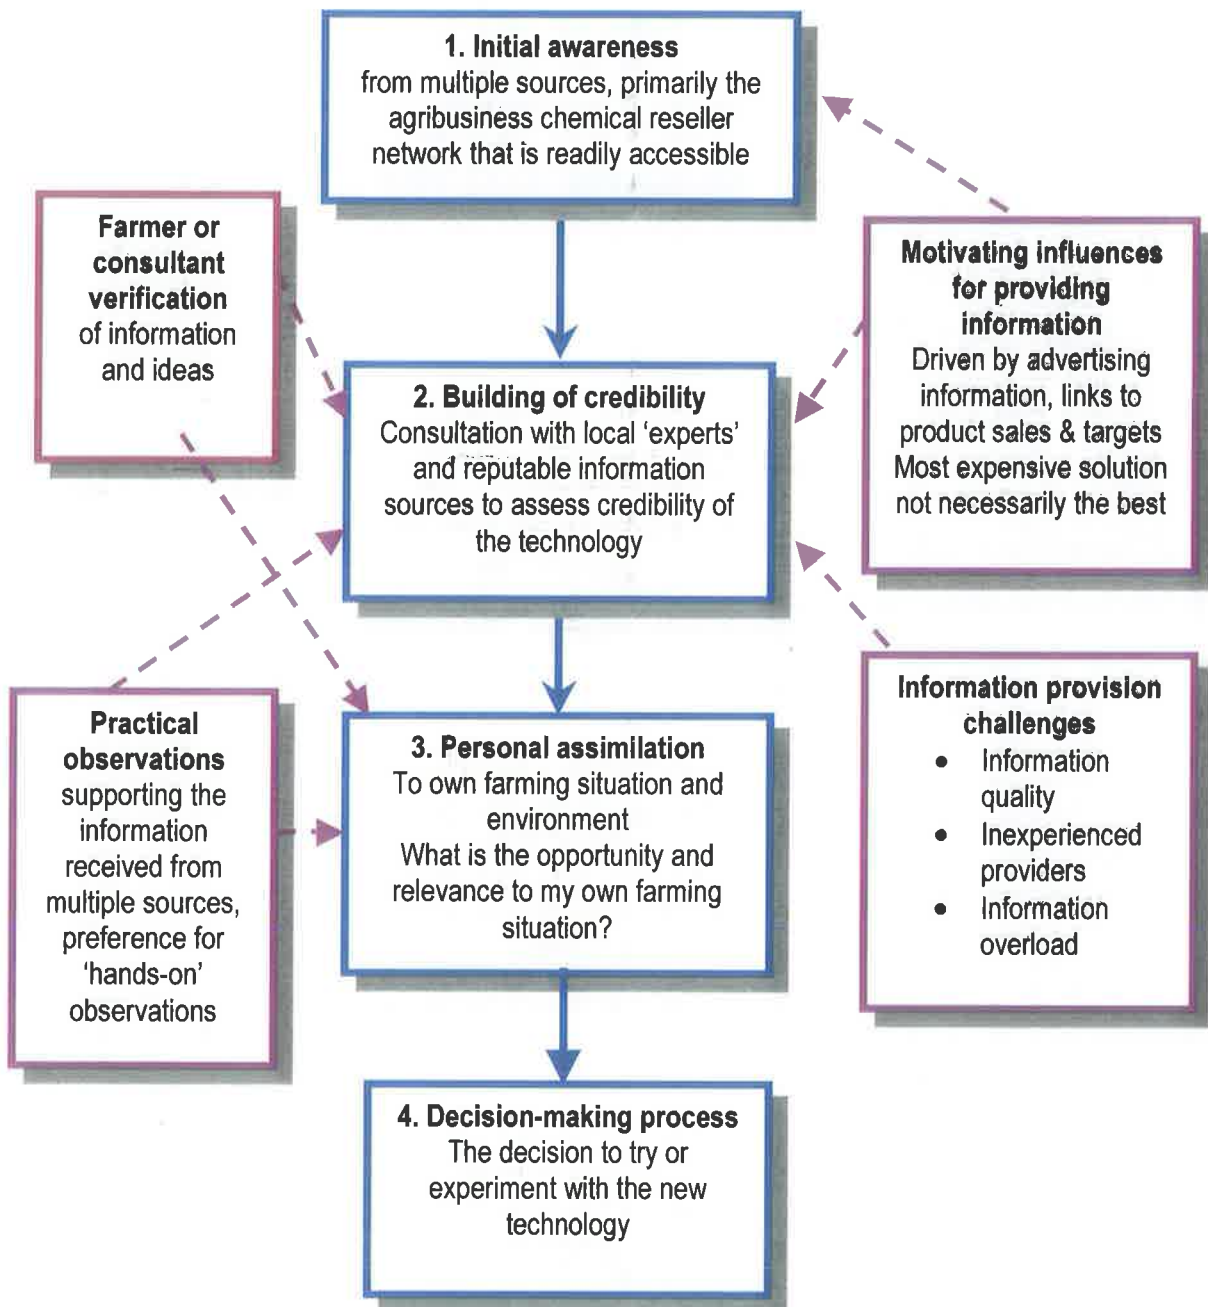 1. Initial awareness
from multiple sources, primarily the
agribusiness chemical reseller
network that is readily accessible
Farmer or
consultant
verification
of information
and ideas
Motivating influences
for providing
information
Driven by advertising
information, links to
product sales & targets
Most expensive solution
not necessarily the best
2. Building of credibility
Consultation with local ‘experts’
and reputable information
sources to assess credibility of
the technology
Practical
observations
supporting the
information
received from
multiple sources,
preference for
‘hands-on’
observations
3. Personal assimilation
To own farming situation and
environment
What is the opportunity and
relevance to my own farming
situation?
Information provision
challenges
• Information
quality
• Inexperienced
providers
• Information
overload
4. Decision-making process
The decision to try or
experiment with the new
technology